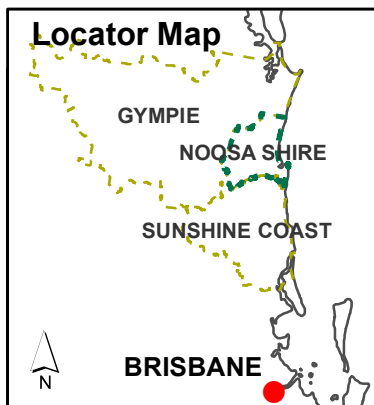 Locator Map
GYMPIE
NOOSA SHIRE
SUNSHINE COAST
BRISBANE
N